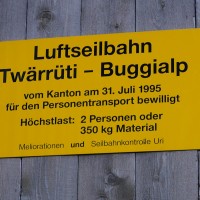 Luftseilbahn
Twärrüti – Buggialp
vom Kanton am 31. Juli 1995
für den Personentransport bewilligt
Höchstlast: 2 Personen oder
350 kg Material
Meliorationen und Seilbahnkontrolle Uri